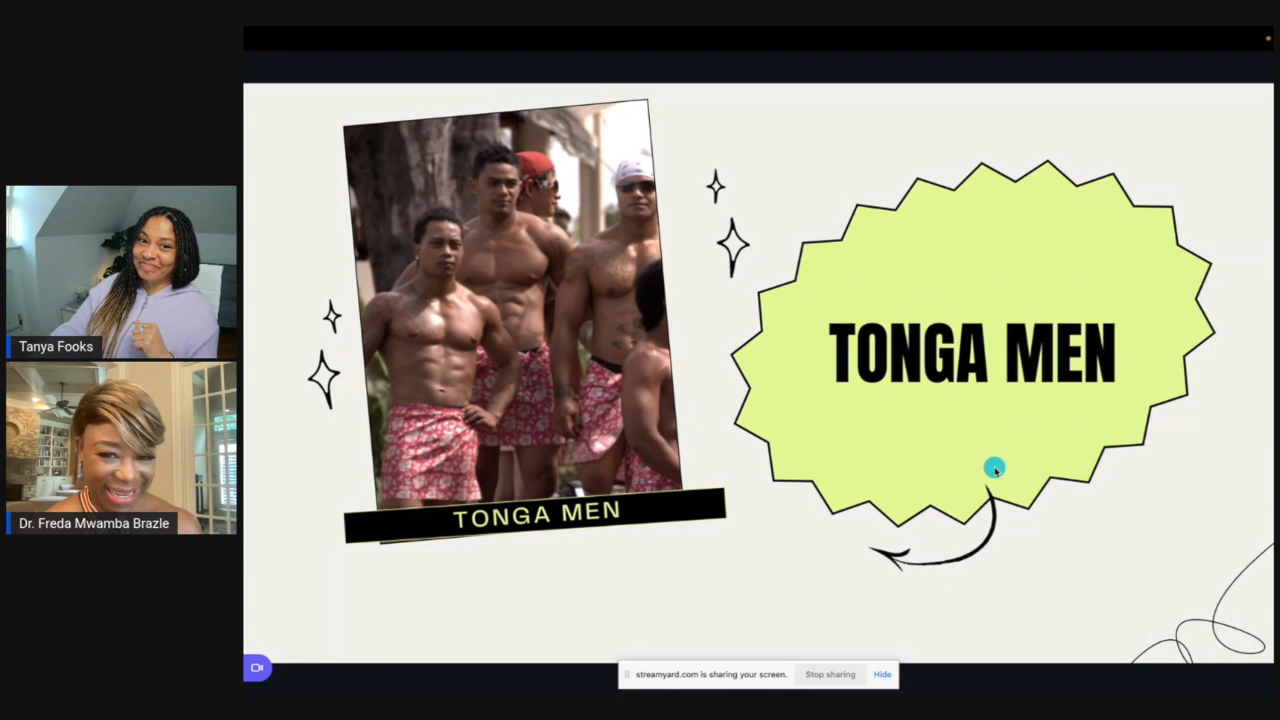 Tanya Fooks
Dr. Freda Mwamba Brazle
TONGA MEN
TONGA MEN
streamyard.com is sharing your screen.
Stop sharing
Hide